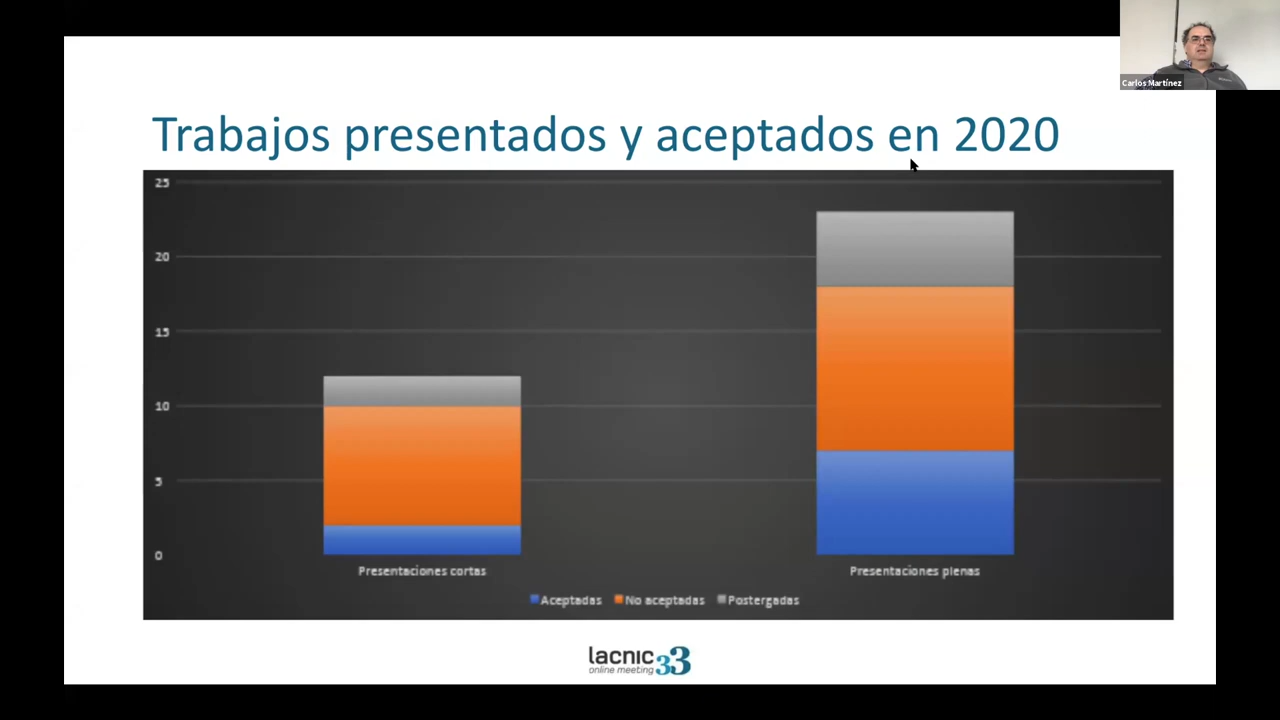 Carlos Martínez
Trabajos presentados y aceptados en 2020
25
20
15
10
5
0
Presentaciones cortas
Presentaciones plenas
Aceptadas No aceptadas Postergadas
lacnic 33
online meeting